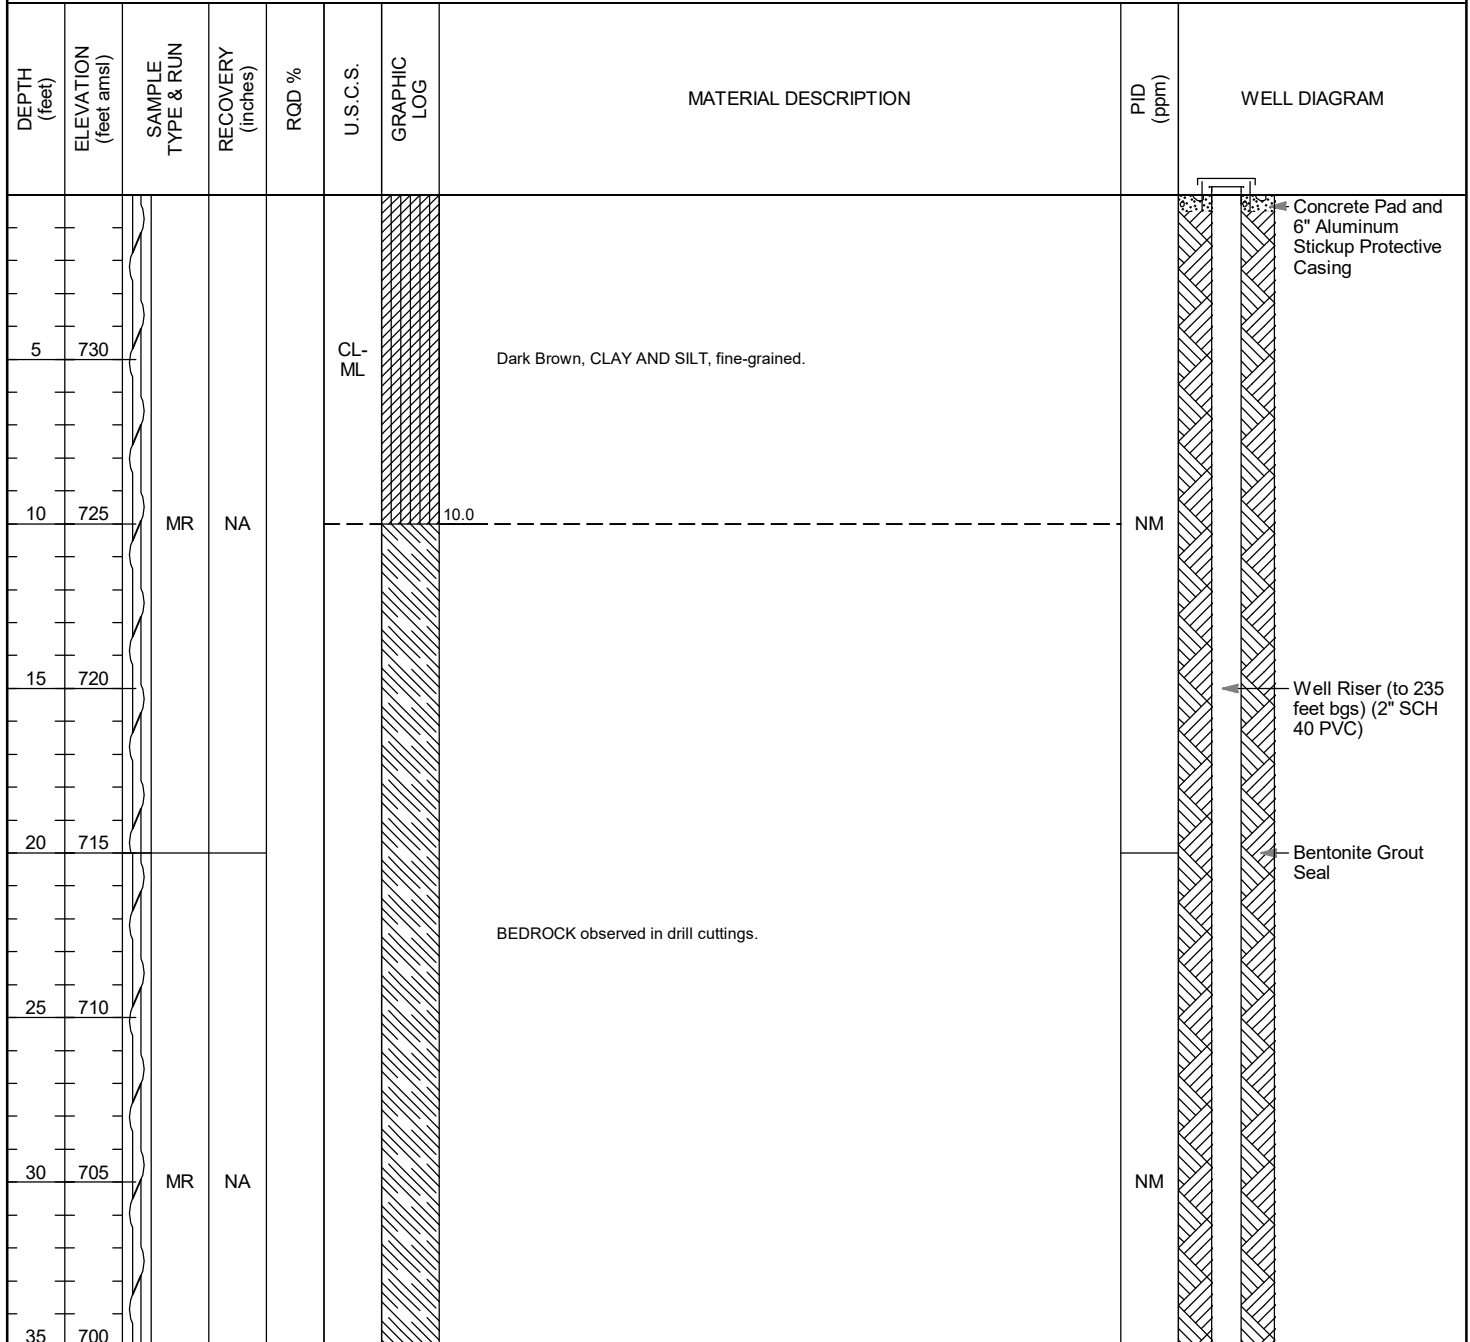 DEPTH
(feet)
ELEVATION
(feet amsl)
SAMPLE
TYPE & RUN
RECOVERY
(inches)
RQD %
U.S.C.S.
GRAPHIC
LOG
MATERIAL DESCRIPTION
PID
(ppm)
WELL DIAGRAM
Concrete Pad and
6" Aluminum
Stickup Protective
Casing
5 730
CL-
ML
Dark Brown, CLAY AND SILT, fine-grained.
10 725
MR NA
10.0
NM
15 720
Well Riser (to 235
feet bgs) (2" SCH
40 PVC)
20 715
Bentonite Grout
Seal
BEDROCK observed in drill cuttings.
25 710
30 705
MR NA
NM
35 700